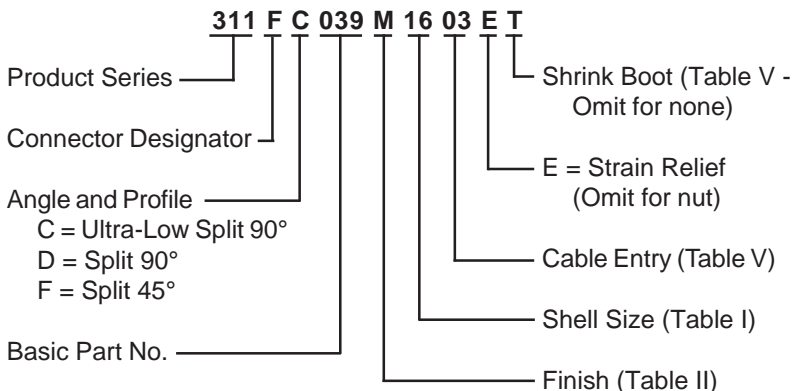 311 F C 039 M 16 03 E T
Product Series
Connector Designator
Angle and Profile
C = Ultra-Low Split 90°
D = Split 90°
F = Split 45°
Basic Part No.
Shrink Boot (Table V -
Omit for none)
E = Strain Relief
(Omit for nut)
Cable Entry (Table V)
Shell Size (Table I)
Finish (Table II)